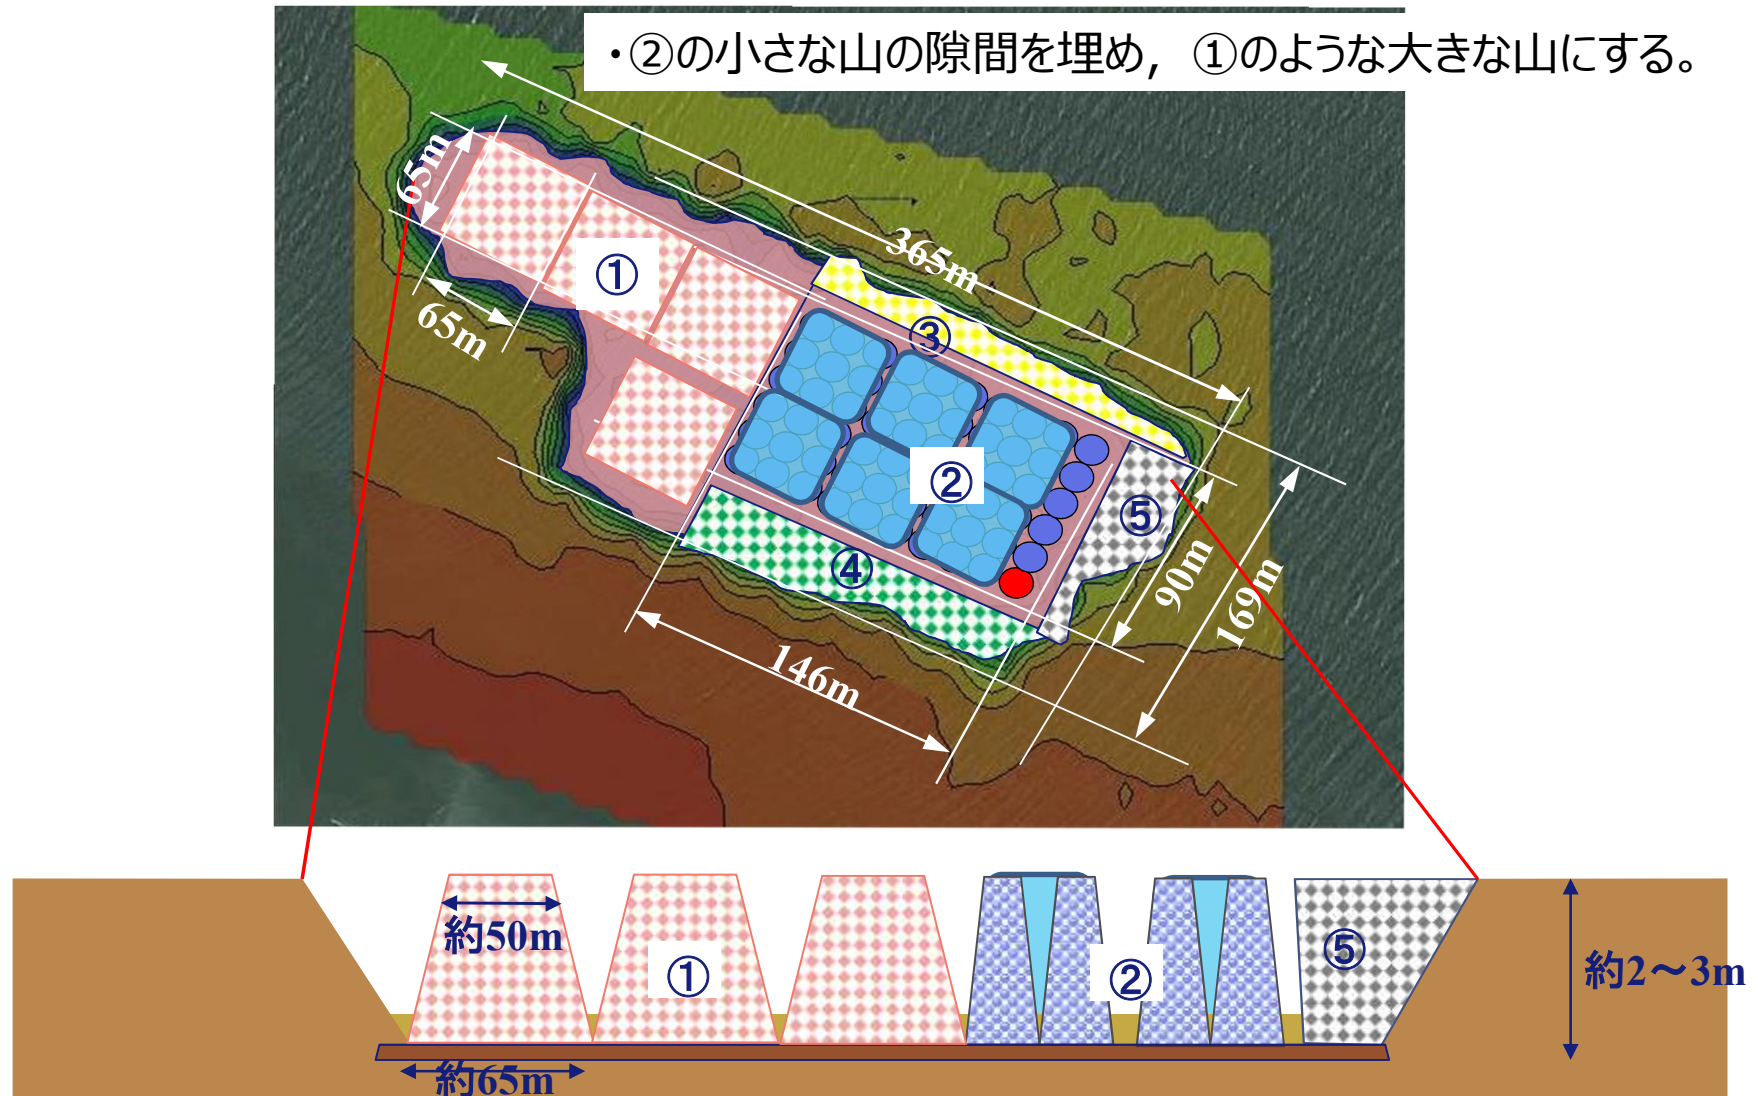 ・②の小さな山の隙間を埋め，①のような大きな山にする。
65m
365m
①
65m
③
②
⑤
④
90m
169m
146m
約50m
①
②
⑤
約2～3m
約65m